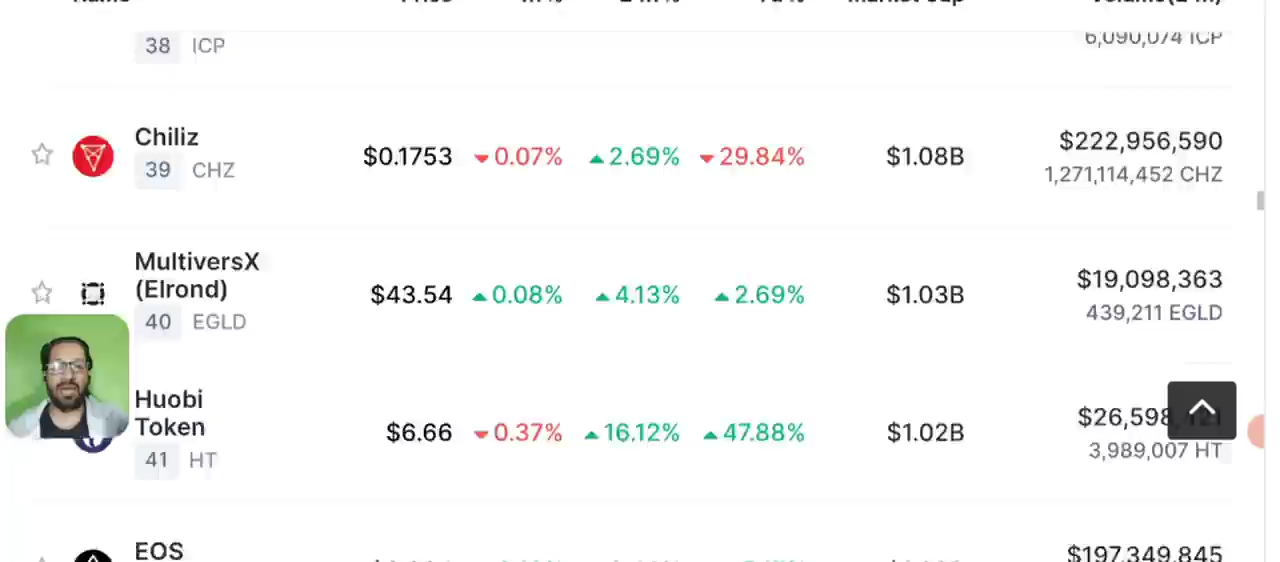 38 ICP
6,090,074 ICP
Chiliz
39 CHZ
$0.1753 0.07% 2.69% 29.84% $1.08B
$222,956,590
1,271,114,452 CHZ
MultiversX
(Elrond)
40 EGLD
$43.54 0.08% 4.13% 2.69% $1.03B
$19,098,363
439,211 EGLD
Huobi
Token
41 HT
$6.66 0.37% 16.12% 47.88% $1.02B
$26,598
3,989,007 HT
EOS
$197,349,845